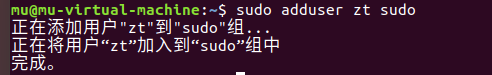 mu@mu-virtual-machine:~$ sudo adduser zt sudo
正在添加用户"zt"到"sudo"组...
正在将用户“zt”加入到“sudo”组中
完成。